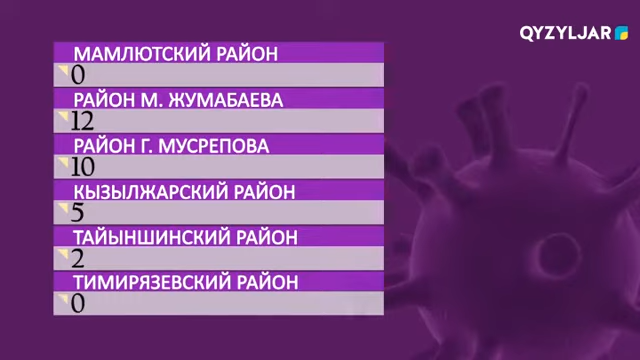 QYZYLJAR
МАМЛЮТСКИЙ РАЙОН
0
РАЙОН М. ЖУМАБАЕВА
12
РАЙОН Г. МУСРЕПОВА
10
КЫЗЫЛЖАРСКИЙ РАЙОН
5
ТАЙЫНШИНСКИЙ РАЙОН
2
ТИМИРЯЗЕВСКИЙ РАЙОН
0